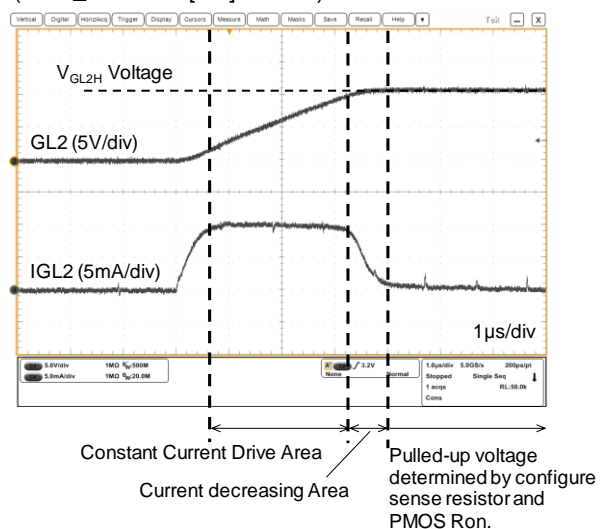 Vertical Digital Horiz/Acq Trigger Display Cursors Measure Math Masks Save Recall Help Tek X
VGL2H Voltage
GL2 (5V/div)
IGL2 (5mA/div)
1µs/div
5.0V/div 1MΩ BW:500M
5.0mA/div 1MΩ BW:20.0M
3.2V
None Normal
1.0µs/div 5.0GS/s 200ps/pt
Stopped Single Seq
1 acqs RL:50.0k
Cons
Constant Current Drive Area
Current decreasing Area
Pulled-up voltage
determined by configure
sense resistor and
PMOS Ron.